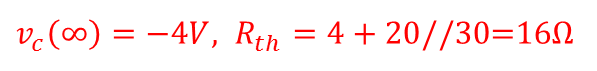 v_c(∞) = −4V, R_th = 4 + 20//30=16Ω